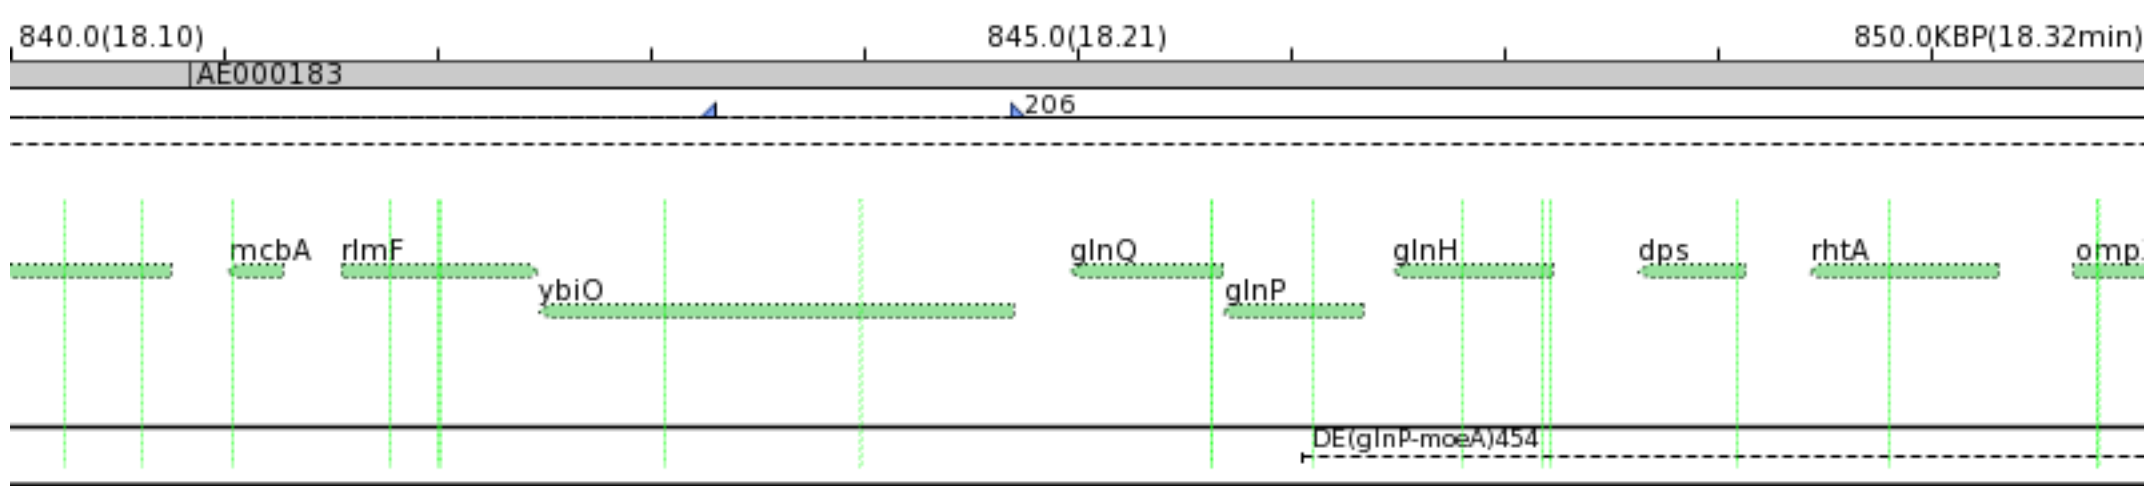 840.0(18.10) 845.0(18.21) 850.0KBP(18.32min)
AE000183
206
mcbA rlmF glnQ glnH dps rhtA
ybiO glnP
DE(glnP-moeA)454